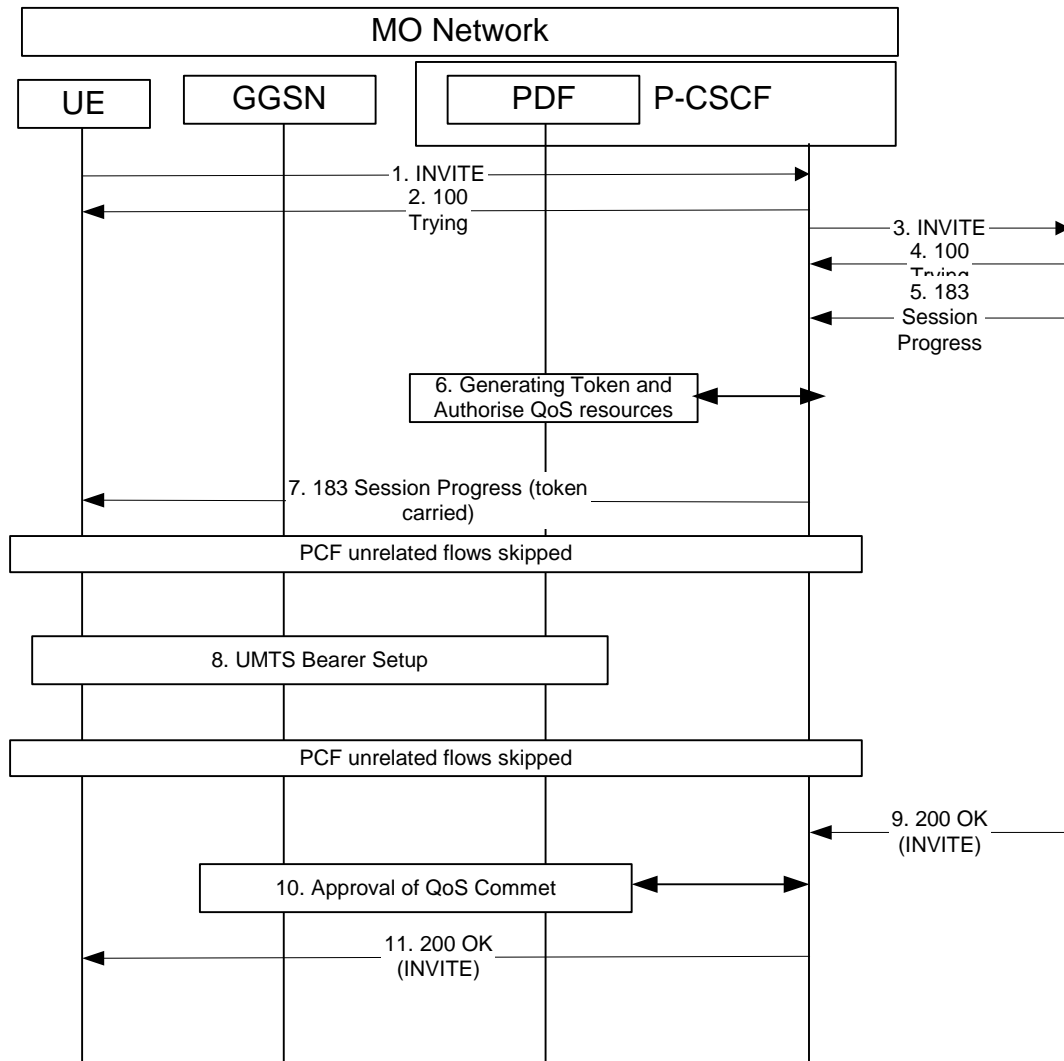 MO Network
UE
GGSN
PDF
P-CSCF
1. INVITE
2. 100
Trying
3. INVITE
4. 100
Trying
5. 183
Session
Progress
6. Generating Token and
Authorise QoS resources
7. 183 Session Progress (token
carried)
PCF unrelated flows skipped
8. UMTS Bearer Setup
PCF unrelated flows skipped
9. 200 OK
(INVITE)
10. Approval of QoS Commet
11. 200 OK
(INVITE)